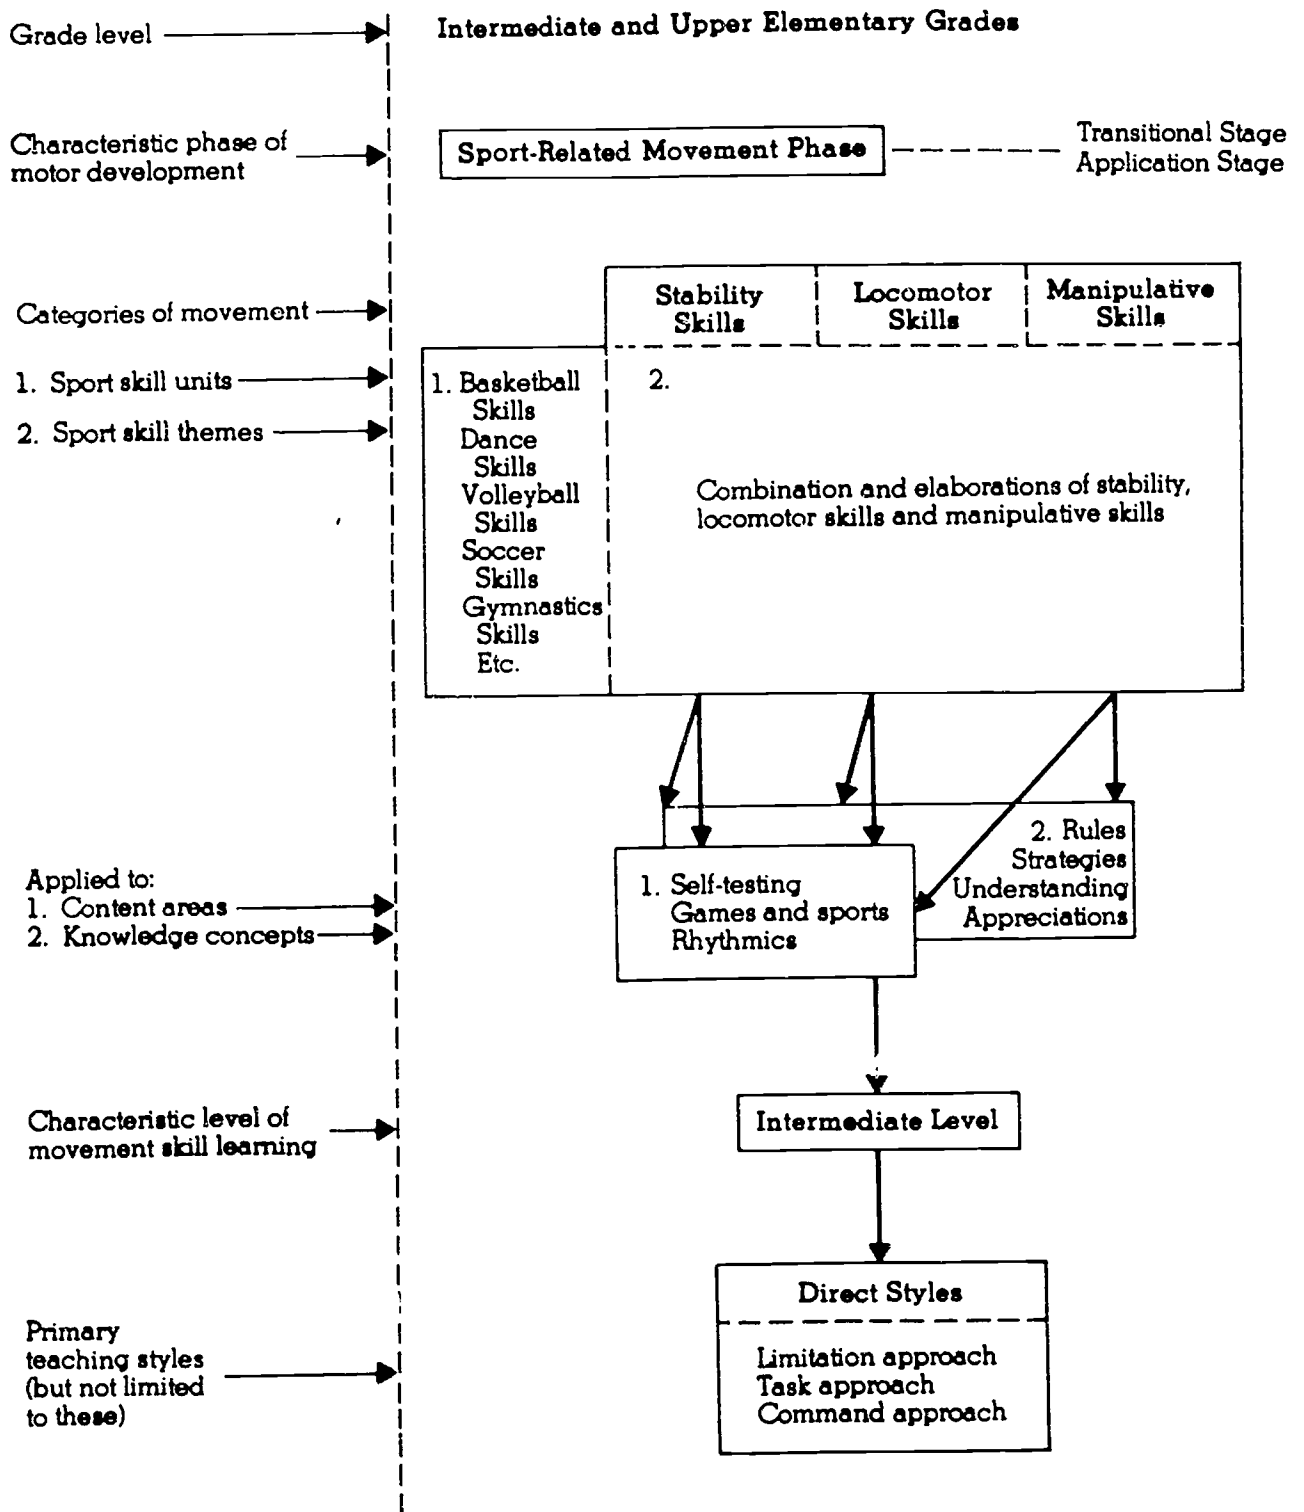 Grade level
Intermediate and Upper Elementary Grades
Characteristic phase of
motor development
Sport-Related Movement Phase
Transitional Stage
Application Stage
Categories of movement
Stability
Skills
Locomotor
Skills
Manipulative
Skills
1. Sport skill units
2. Sport skill themes
1. Basketball
Skills
Dance
Skills
Volleyball
Skills
Soccer
Skills
Gymnastics
Skills
Etc.
2.
Combination and elaborations of stability,
locomotor skills and manipulative skills
Applied to:
1. Content areas
2. Knowledge concepts
1. Self-testing
Games and sports
Rhythmics
2. Rules
Strategies
Understanding
Appreciations
Characteristic level of
movement skill learning
Intermediate Level
Primary
teaching styles
(but not limited
to these)
Direct Styles
Limitation approach
Task approach
Command approach